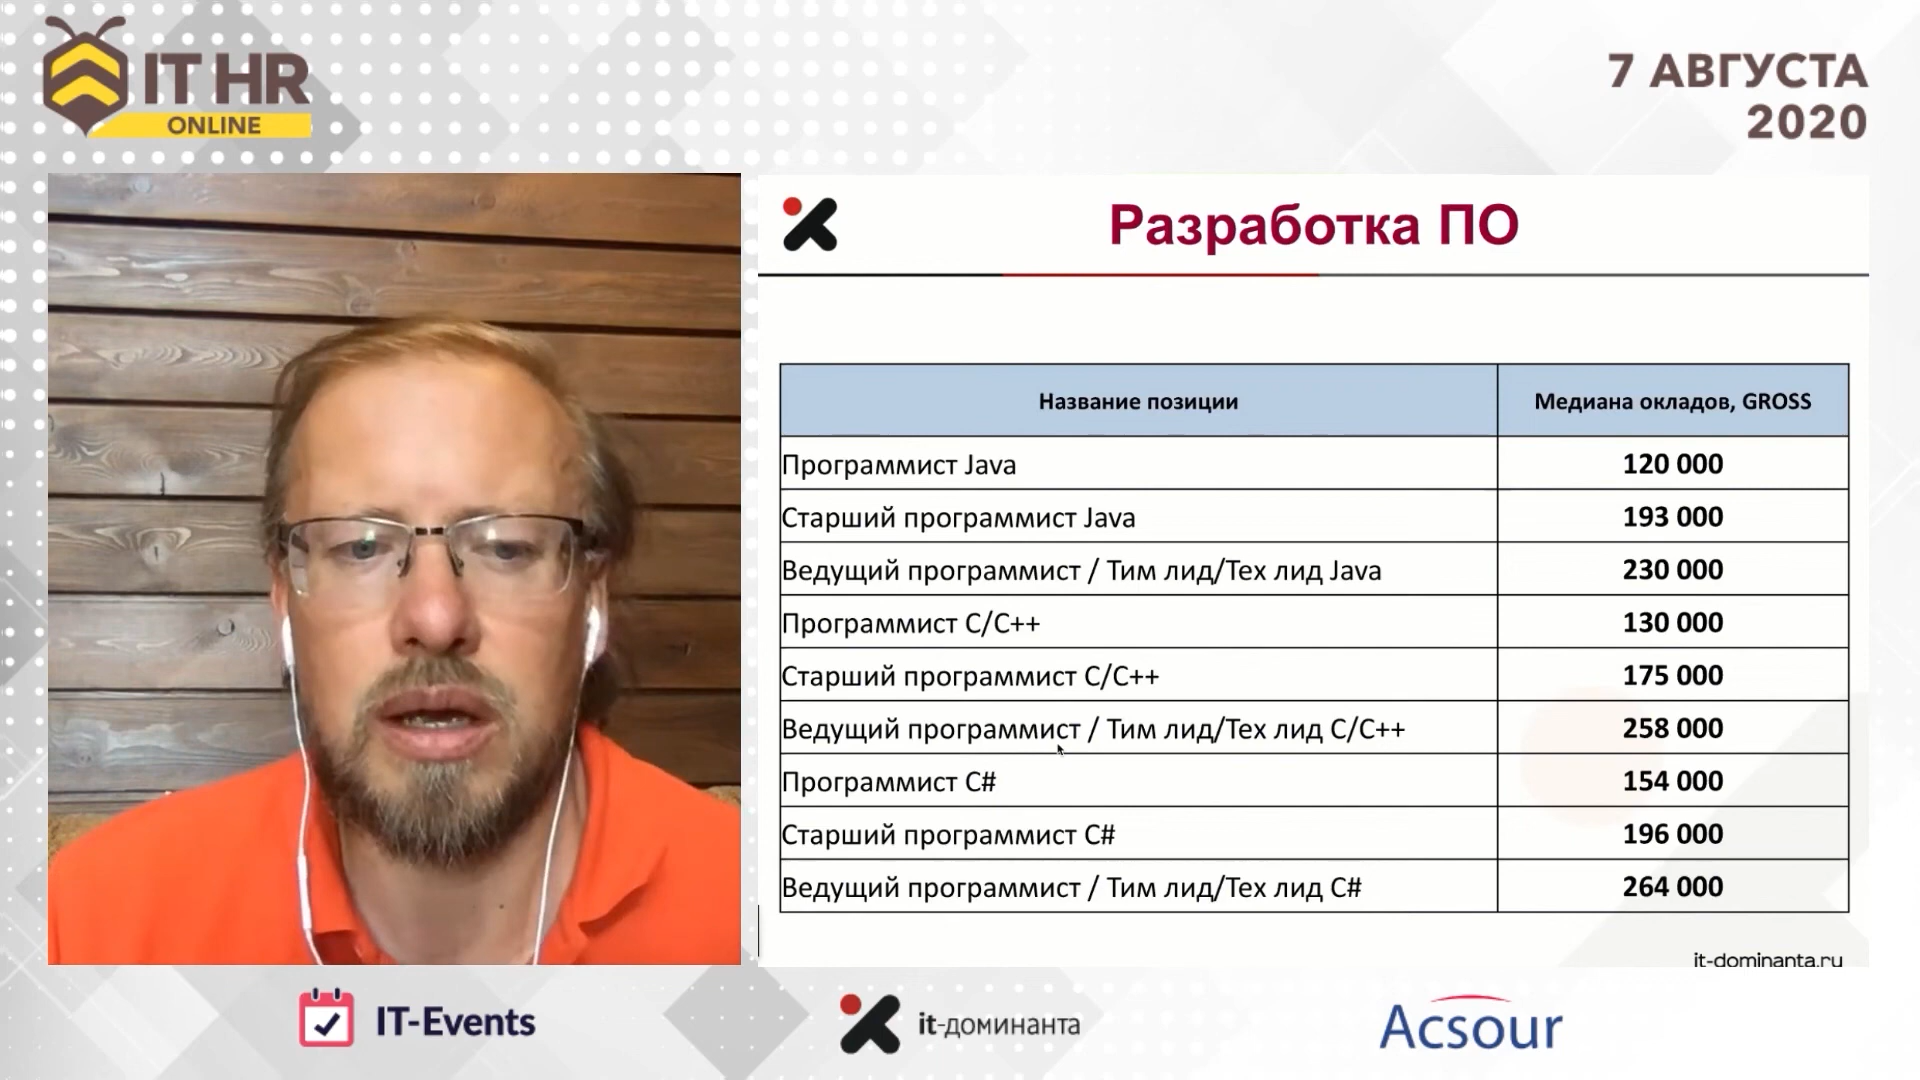 IT HR
ONLINE
7 АВГУСТА
2020
Разработка ПО
Название позиции
Медиана окладов, GROSS
Программист Java
120 000
Старший программист Java
193 000
Ведущий программист / Тим лид/Тех лид Java
230 000
Программист C/C++
130 000
Старший программист C/C++
175 000
Ведущий программист / Тим лид/Тех лид C/C++
258 000
Программист C#
154 000
Старший программист C#
196 000
Ведущий программист / Тим лид/Тех лид C#
264 000
it-dominanta.ru
IT-Events
it-доминанта
Acsour